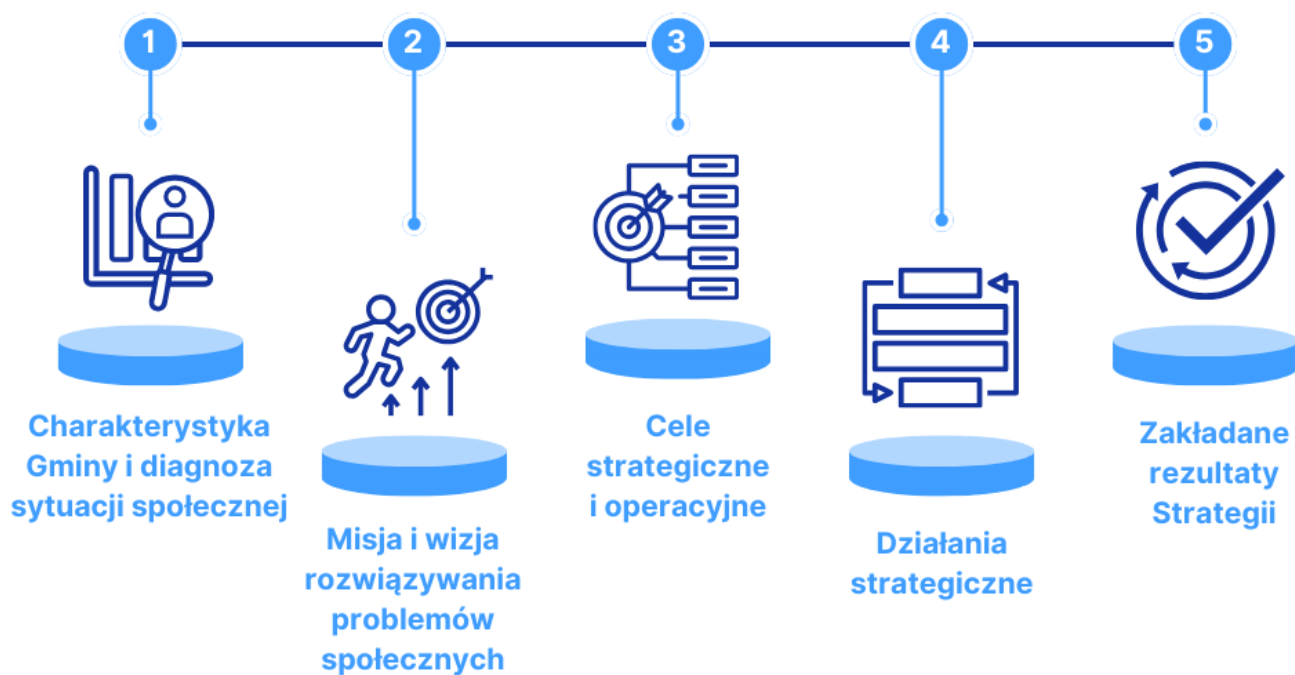 1
2
3
4
5
Charakterystyka
Gminy i diagnoza
sytuacji społecznej
Misja i wizja
rozwiązywania
problemów
społecznych
Cele
strategiczne
i operacyjne
Działania
strategiczne
Zakładane
rezultaty
Strategii